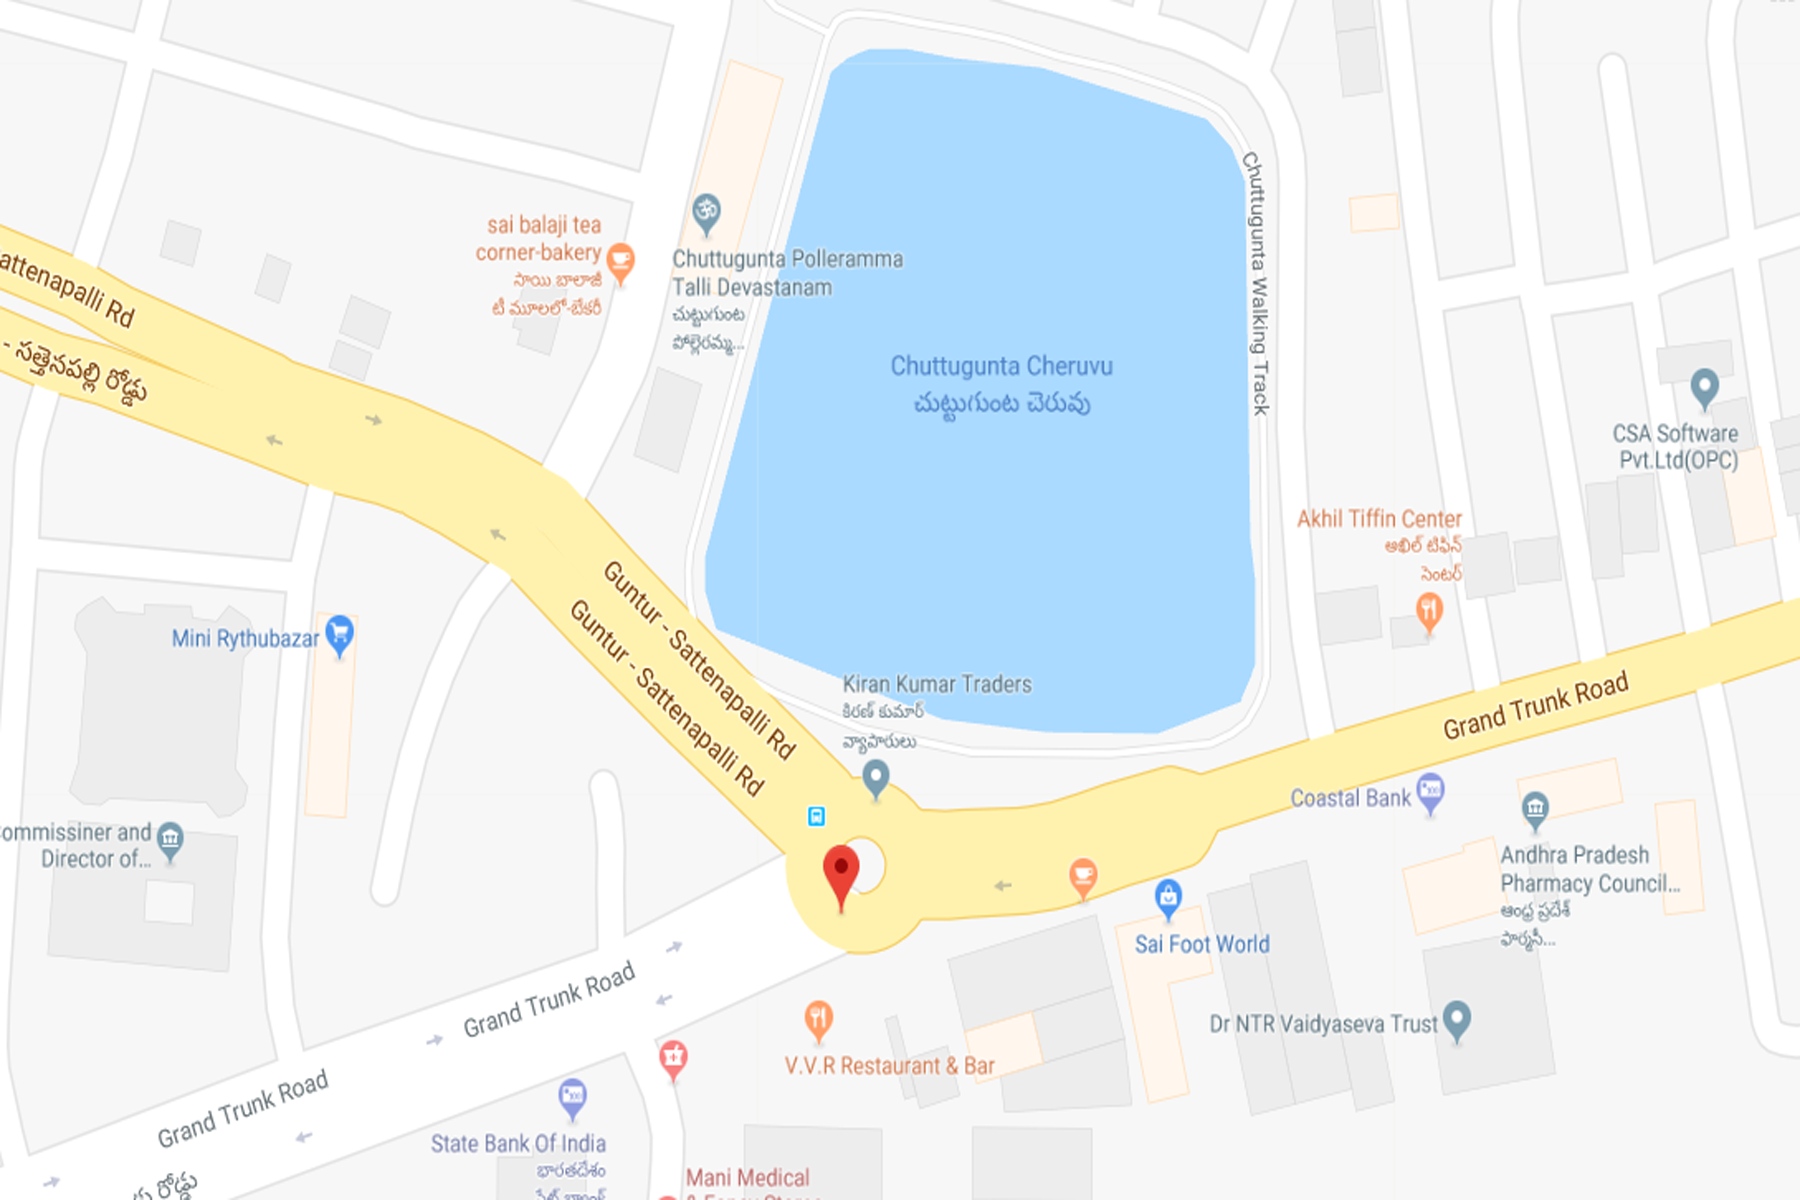 sai balaji tea
corner-bakery
సాయి బాలాజీ
టీ మూలలో-బేకరీ
Chuttugunta Polleramma
Talli Devastanam
చుట్టుగుంట
పోల్లెరమ్మ...
Chuttugunta Walking Track
Sattenapalli Rd
- సత్తెనపల్లి రోడ్డు
Chuttugunta Cheruvu
చుట్టుగుంట చెరువు
CSA Software
Pvt.Ltd(OPC)
Akhil Tiffin Center
అఖిల్ టిఫిన్
సెంటర్
Guntur - Sattenapalli Rd
Guntur - Sattenapalli Rd
Mini Rythubazar
Kiran Kumar Traders
కిరణ్ కుమార్
వ్యాపారులు
Grand Trunk Road
Coastal Bank
ommissiner and
Director of...
Andhra Pradesh
Pharmacy Council...
ఆంధ్ర ప్రదేశ్
ఫార్మసీ...
Sai Foot World
Grand Trunk Road
Dr NTR Vaidyaseva Trust
V.V.R Restaurant & Bar
Grand Trunk Road
State Bank Of India
భారతదేశం
స్టేట్ బ్యాంక్
Mani Medical
& Fancy Stores
రోడ్డు